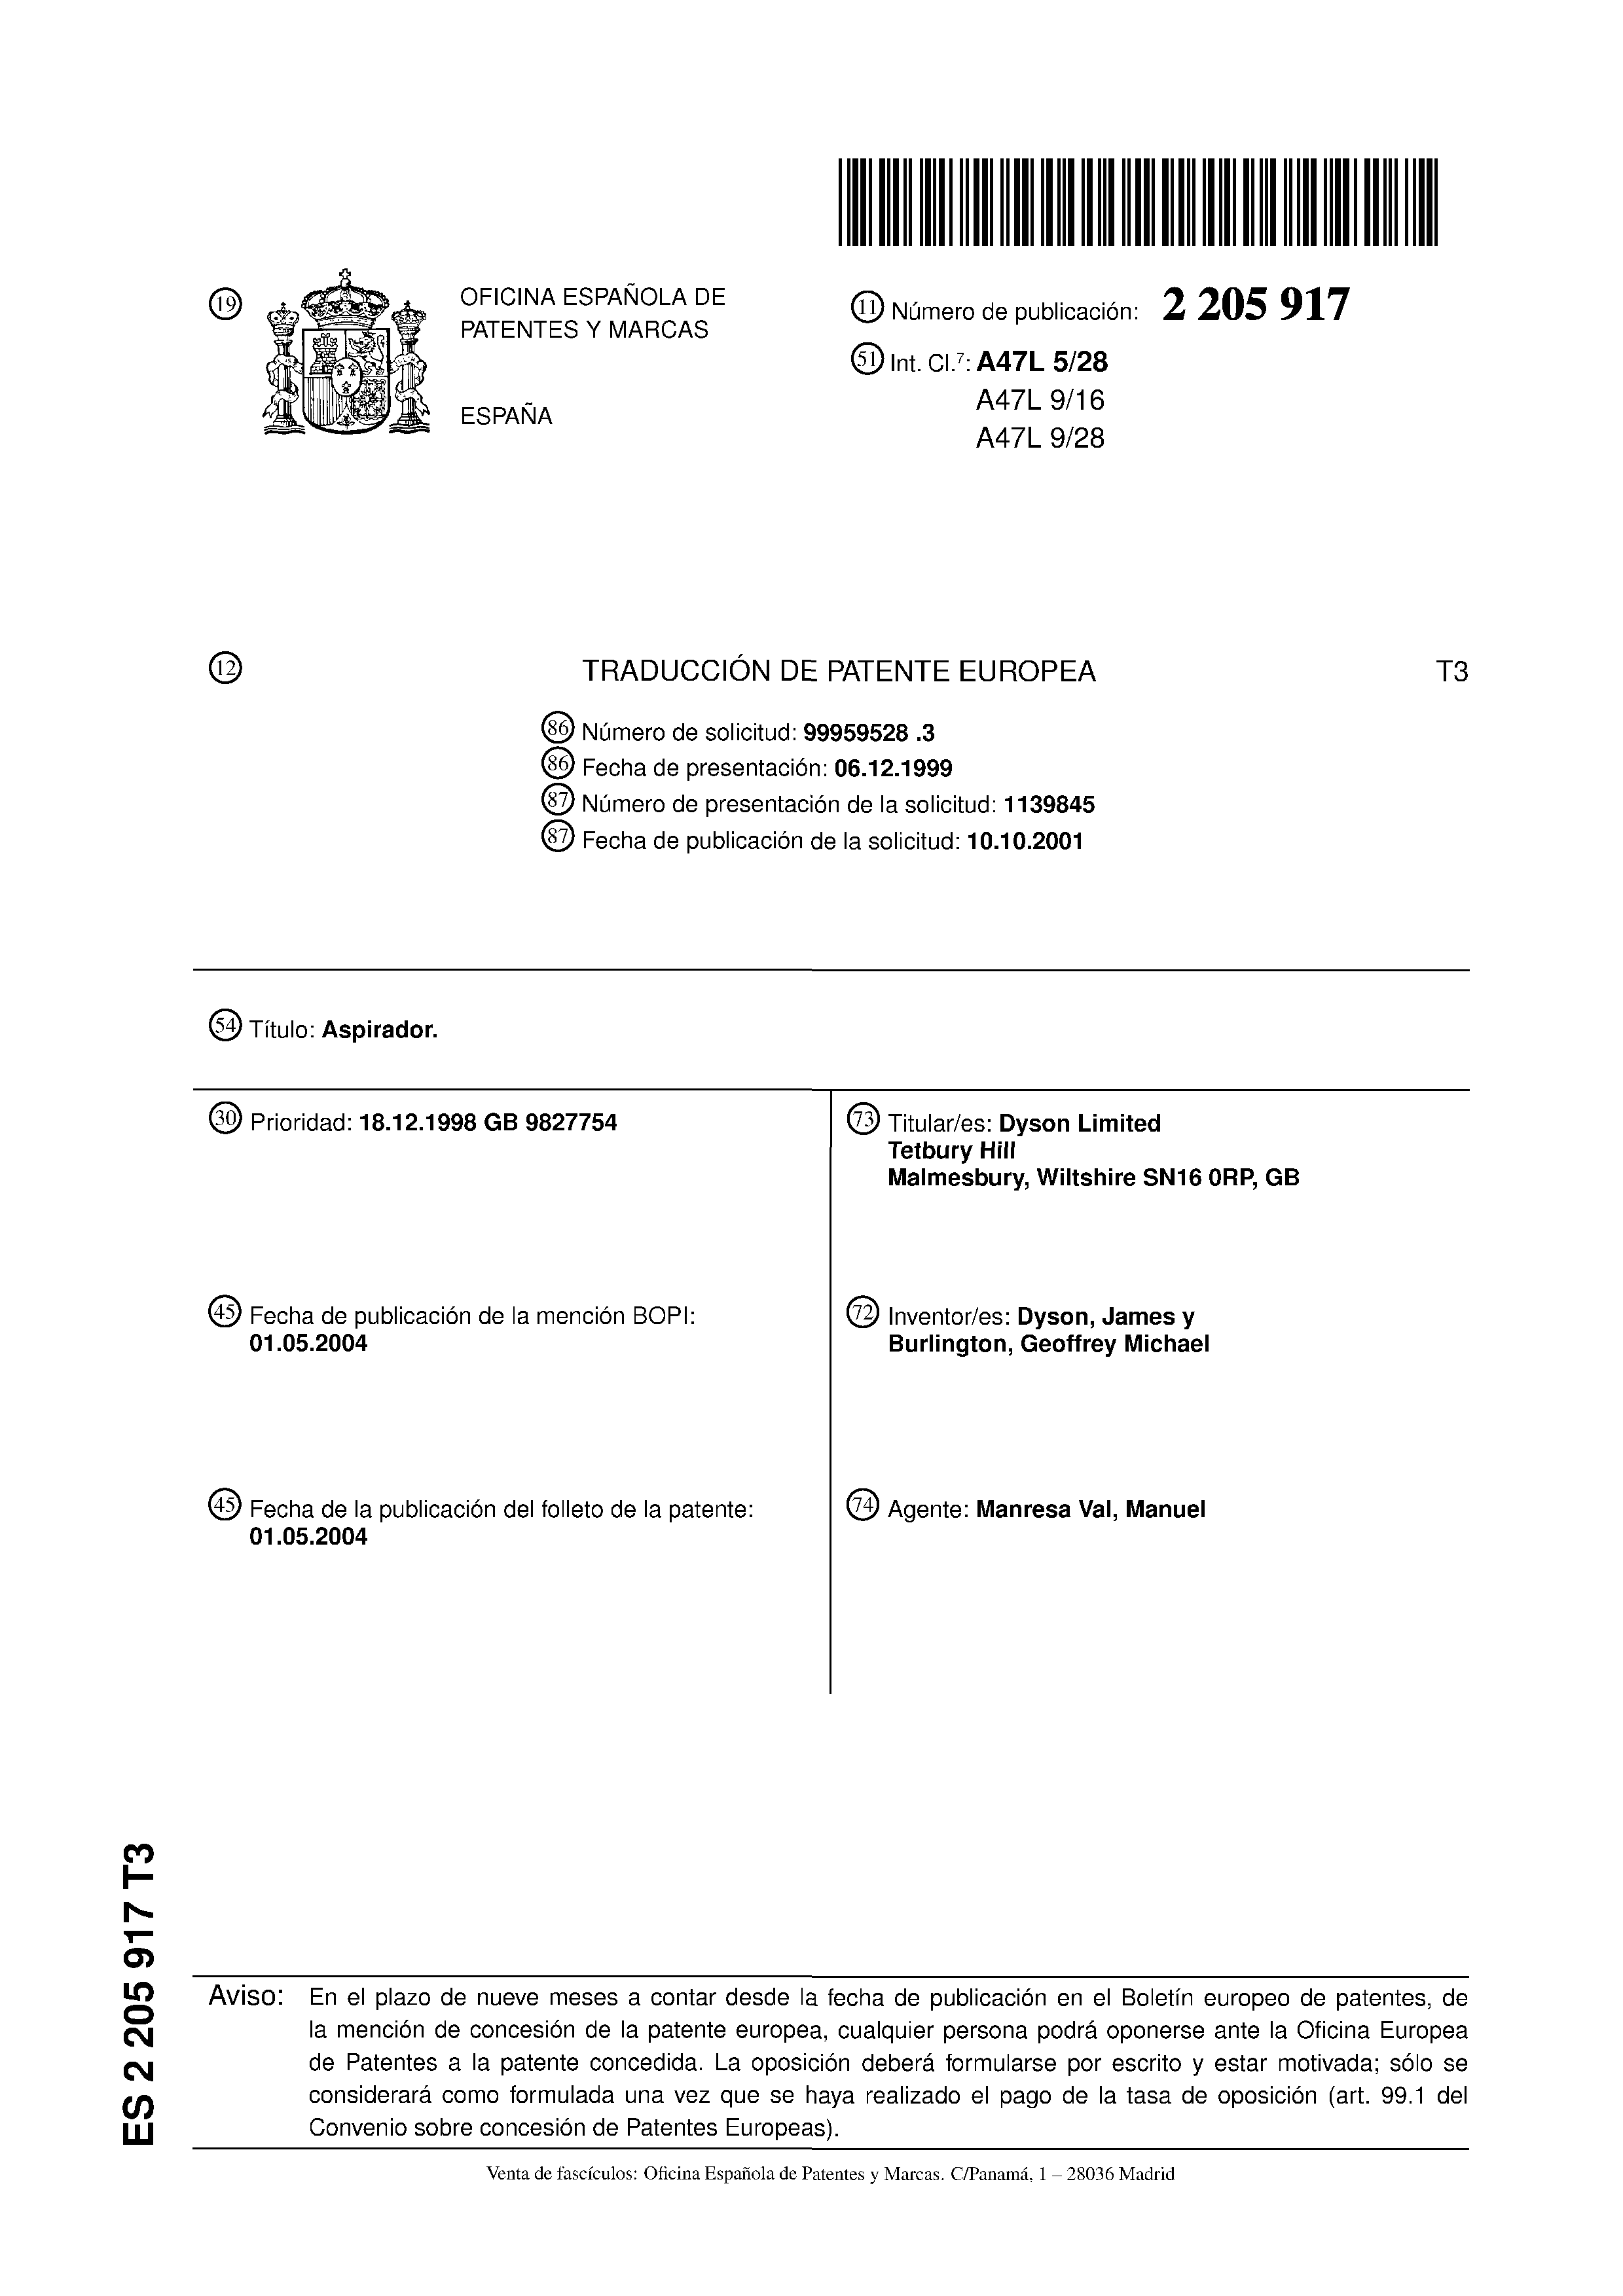 19
OFICINA ESPAÑOLA DE
PATENTES Y MARCAS
ESPAÑA
11 Número de publicación: 2 205 917
51 Int. Cl.7: A47L 5/28
A47L 9/16
A47L 9/28
12
TRADUCCIÓN DE PATENTE EUROPEA
T3
86 Número de solicitud: 99959528 .3
86 Fecha de presentación: 06.12.1999
87 Número de presentación de la solicitud: 1139845
87 Fecha de publicación de la solicitud: 10.10.2001
54 Título: Aspirador.
30 Prioridad: 18.12.1998 GB 9827754
73 Titular/es: Dyson Limited
Tetbury Hill
Malmesbury, Wiltshire SN16 0RP, GB
45 Fecha de publicación de la mención BOPI:
01.05.2004
72 Inventor/es: Dyson, James y
Burlington, Geoffrey Michael
45 Fecha de la publicación del folleto de la patente:
01.05.2004
74 Agente: Manresa Val, Manuel
ES 2 205 917 T3
Aviso: En el plazo de nueve meses a contar desde la fecha de publicación en el Boletín europeo de patentes, de
la mención de concesión de la patente europea, cualquier persona podrá oponerse ante la Oficina Europea
de Patentes a la patente concedida. La oposición deberá formularse por escrito y estar motivada; sólo se
considerará como formulada una vez que se haya realizado el pago de la tasa de oposición (art. 99.1 del
Convenio sobre concesión de Patentes Europeas).
Venta de fascículos: Oficina Española de Patentes y Marcas. C/Panamá, 1 – 28036 Madrid